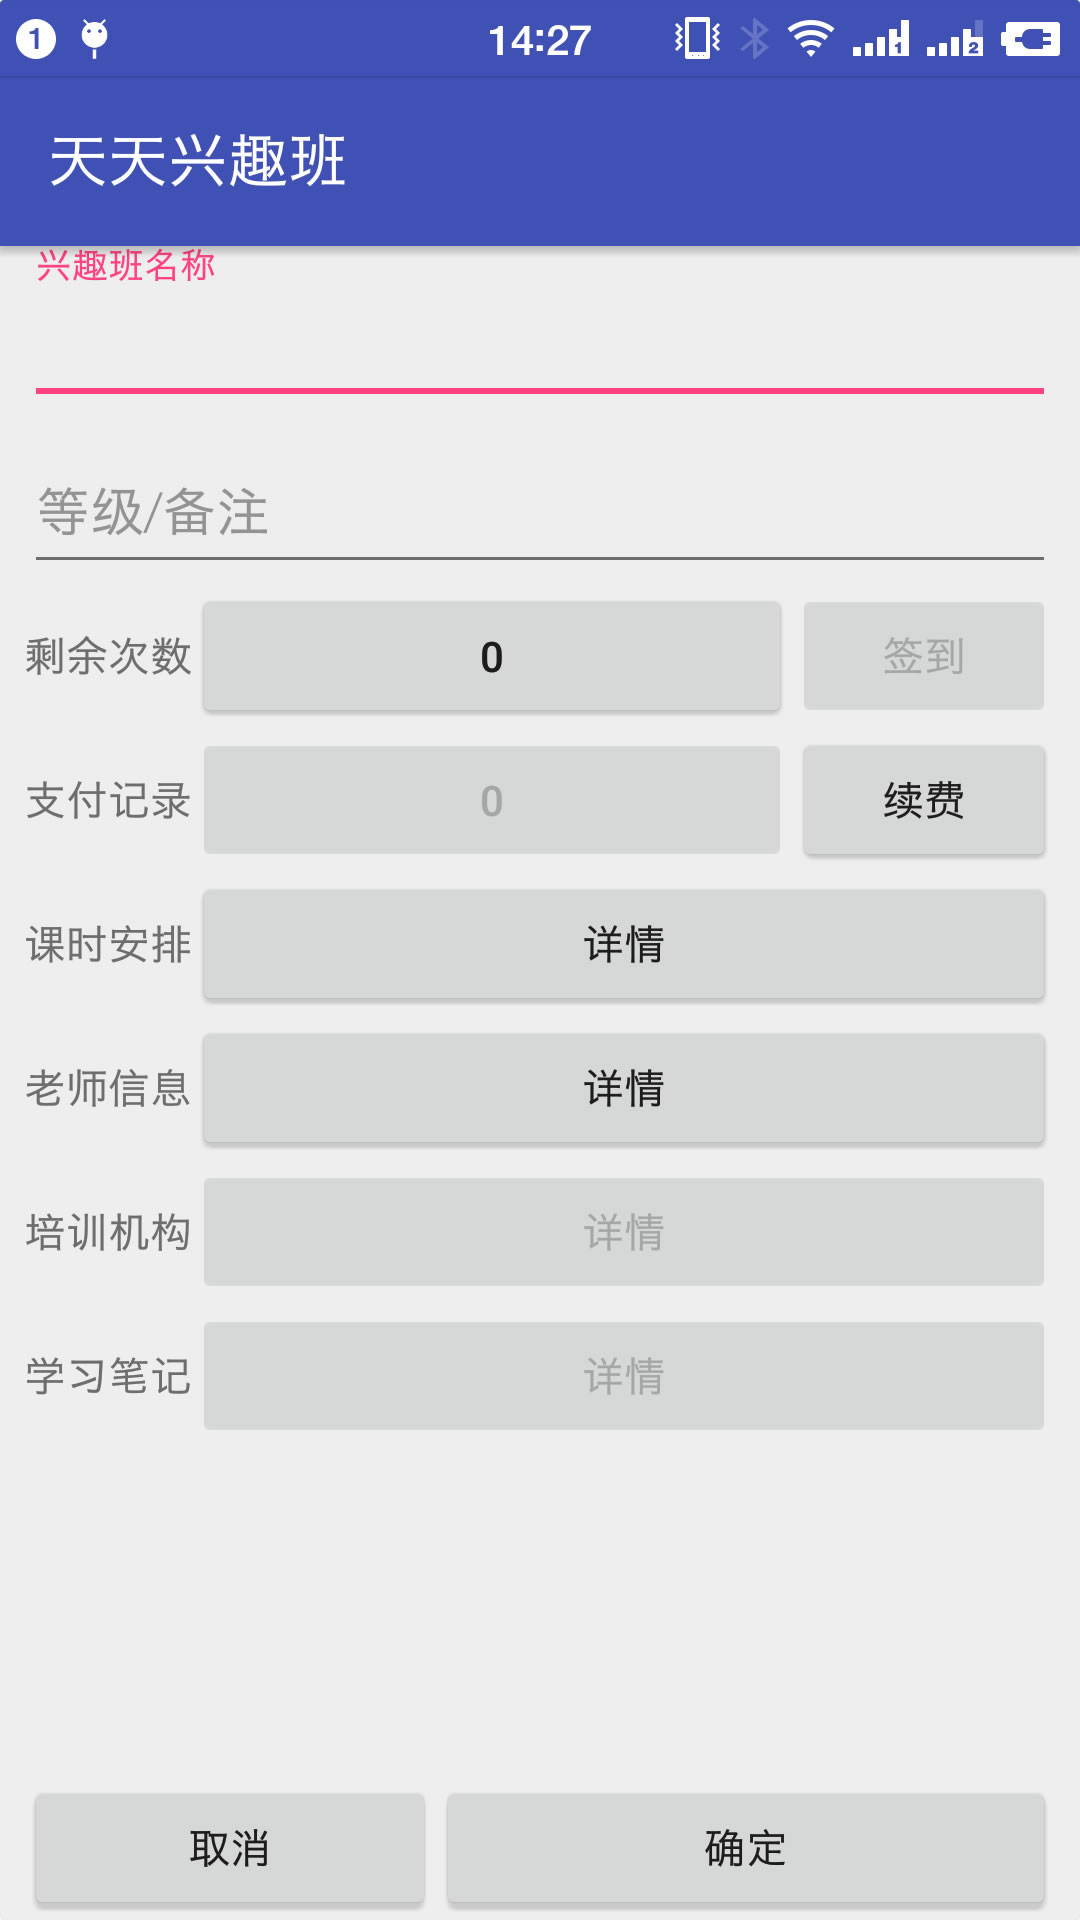 1 14:27 1 2
天天兴趣班
兴趣班名称
等级/备注
剩余次数 0 签到
支付记录 0 续费
课时安排 详情
老师信息 详情
培训机构 详情
学习笔记 详情
取消 确定